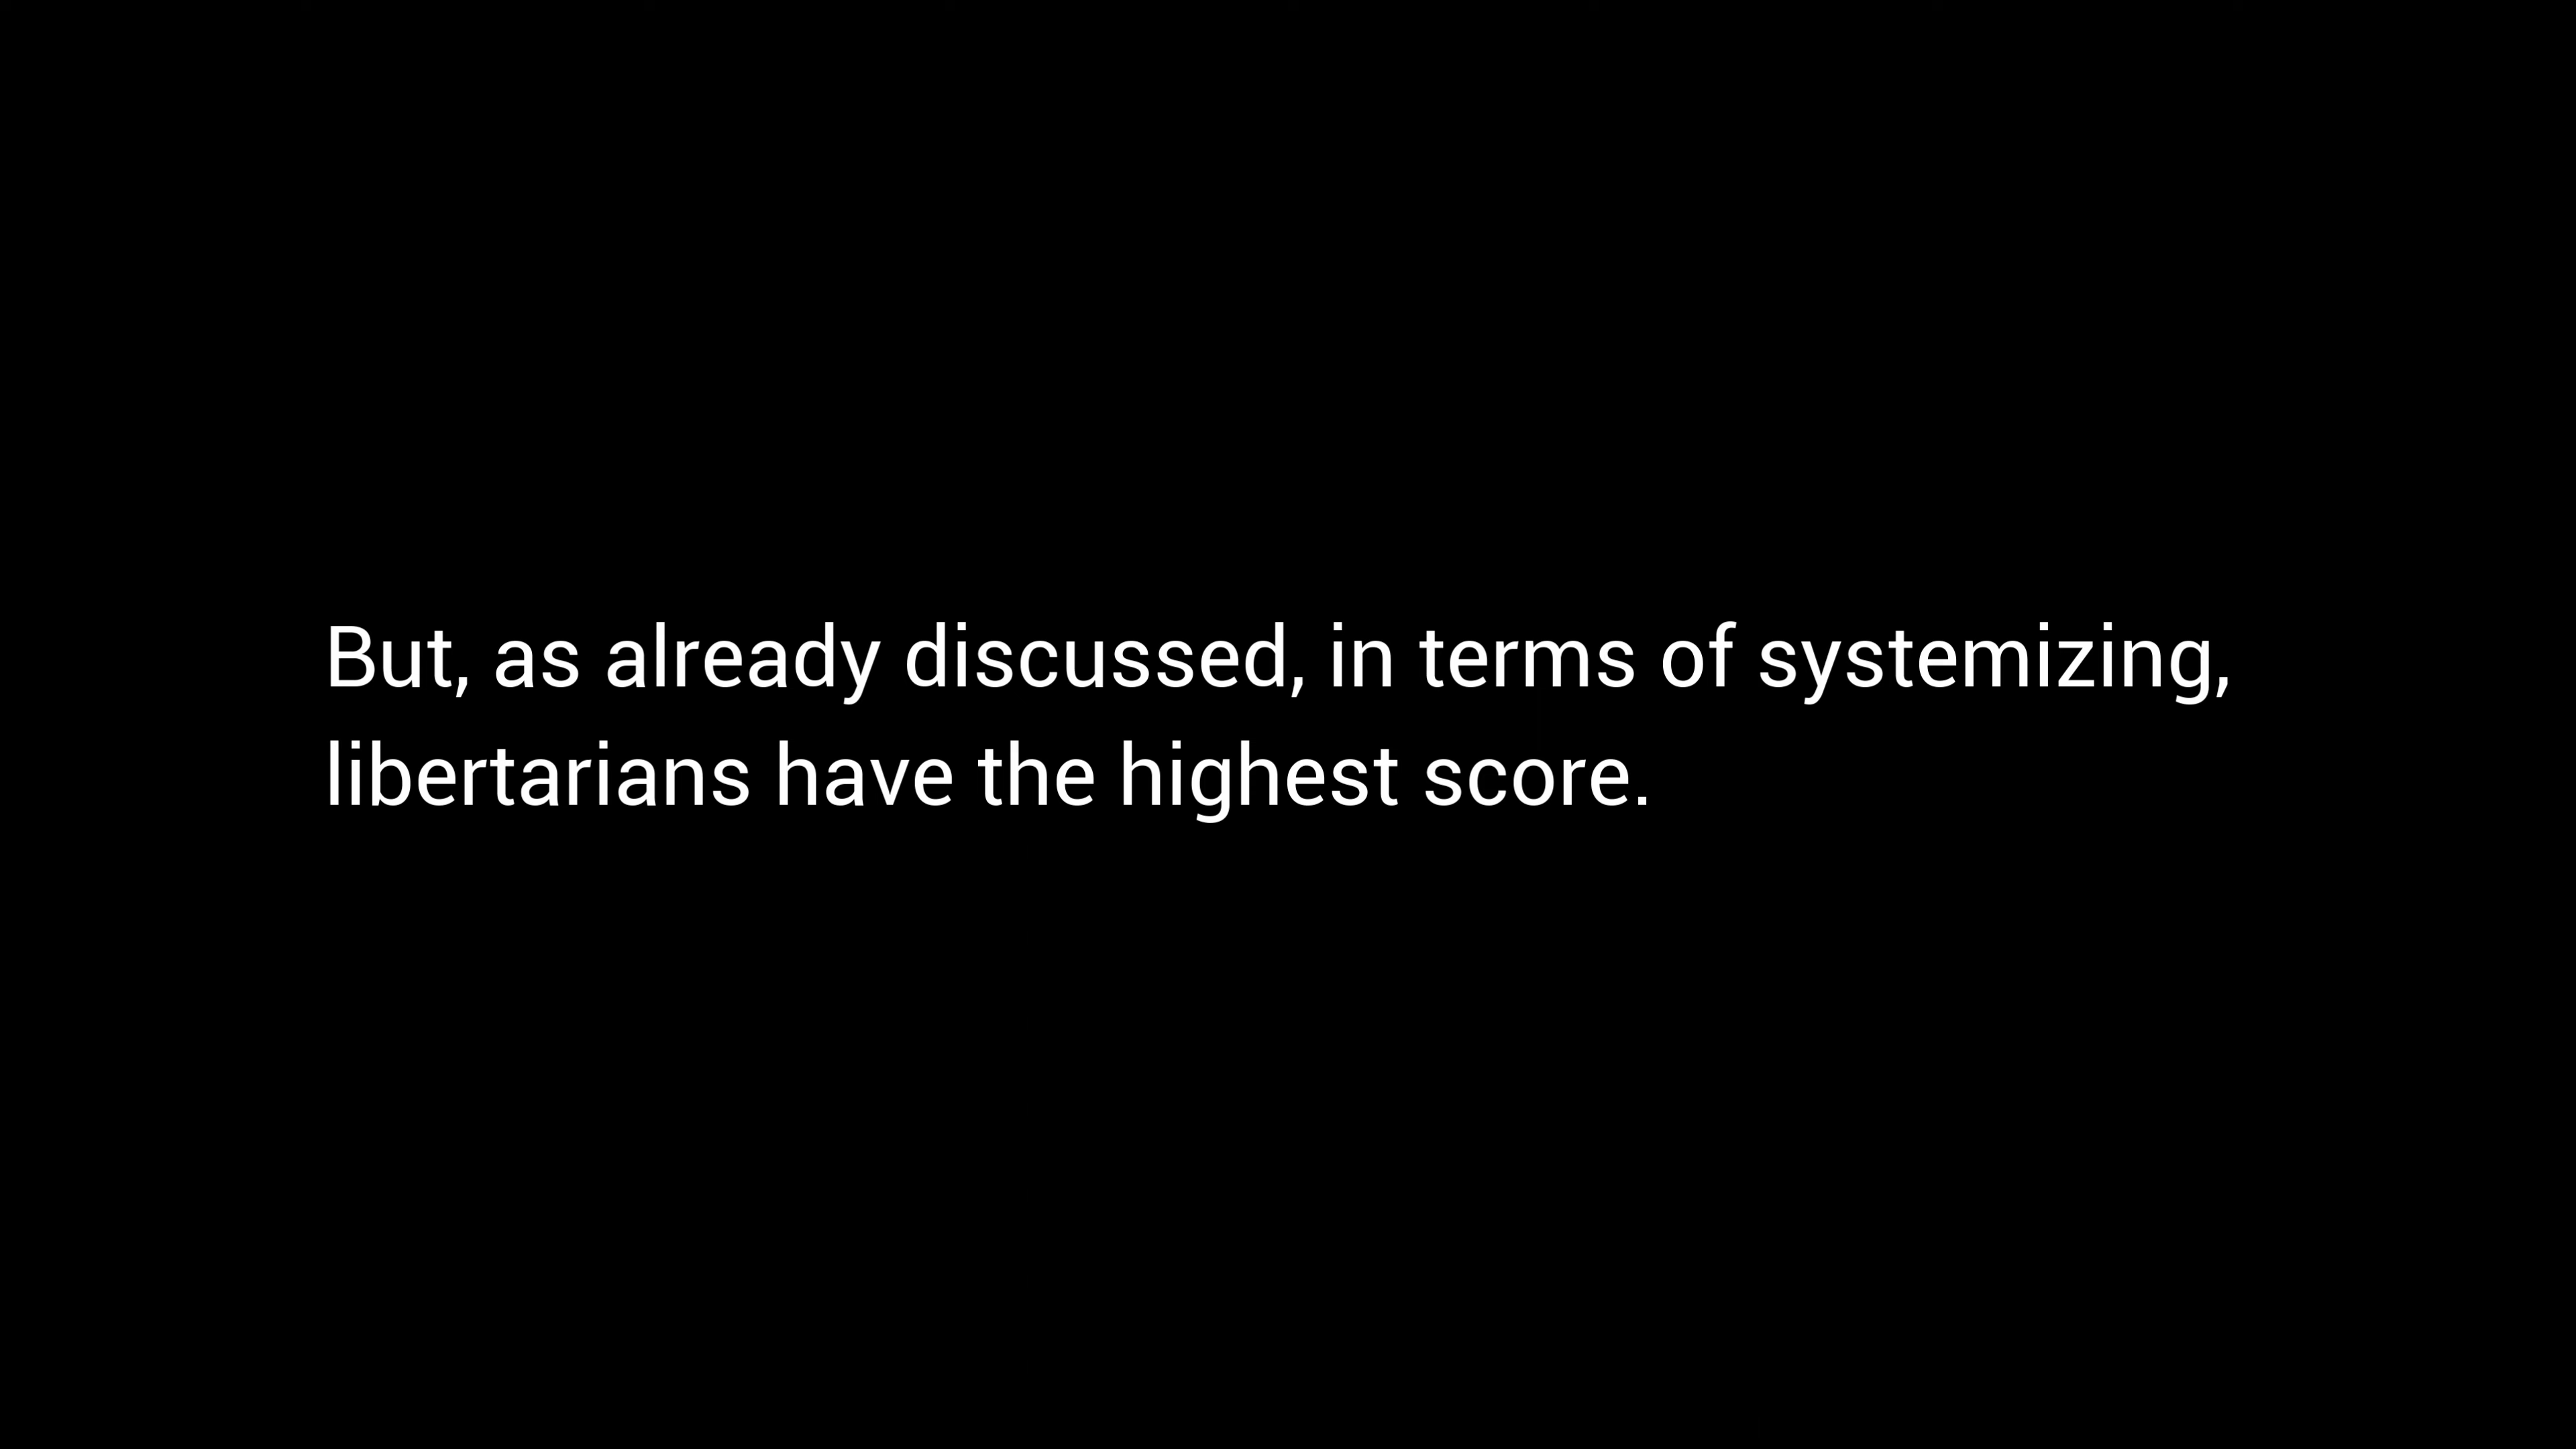 But, as already discussed, in terms of systemizing,
libertarians have the highest score.